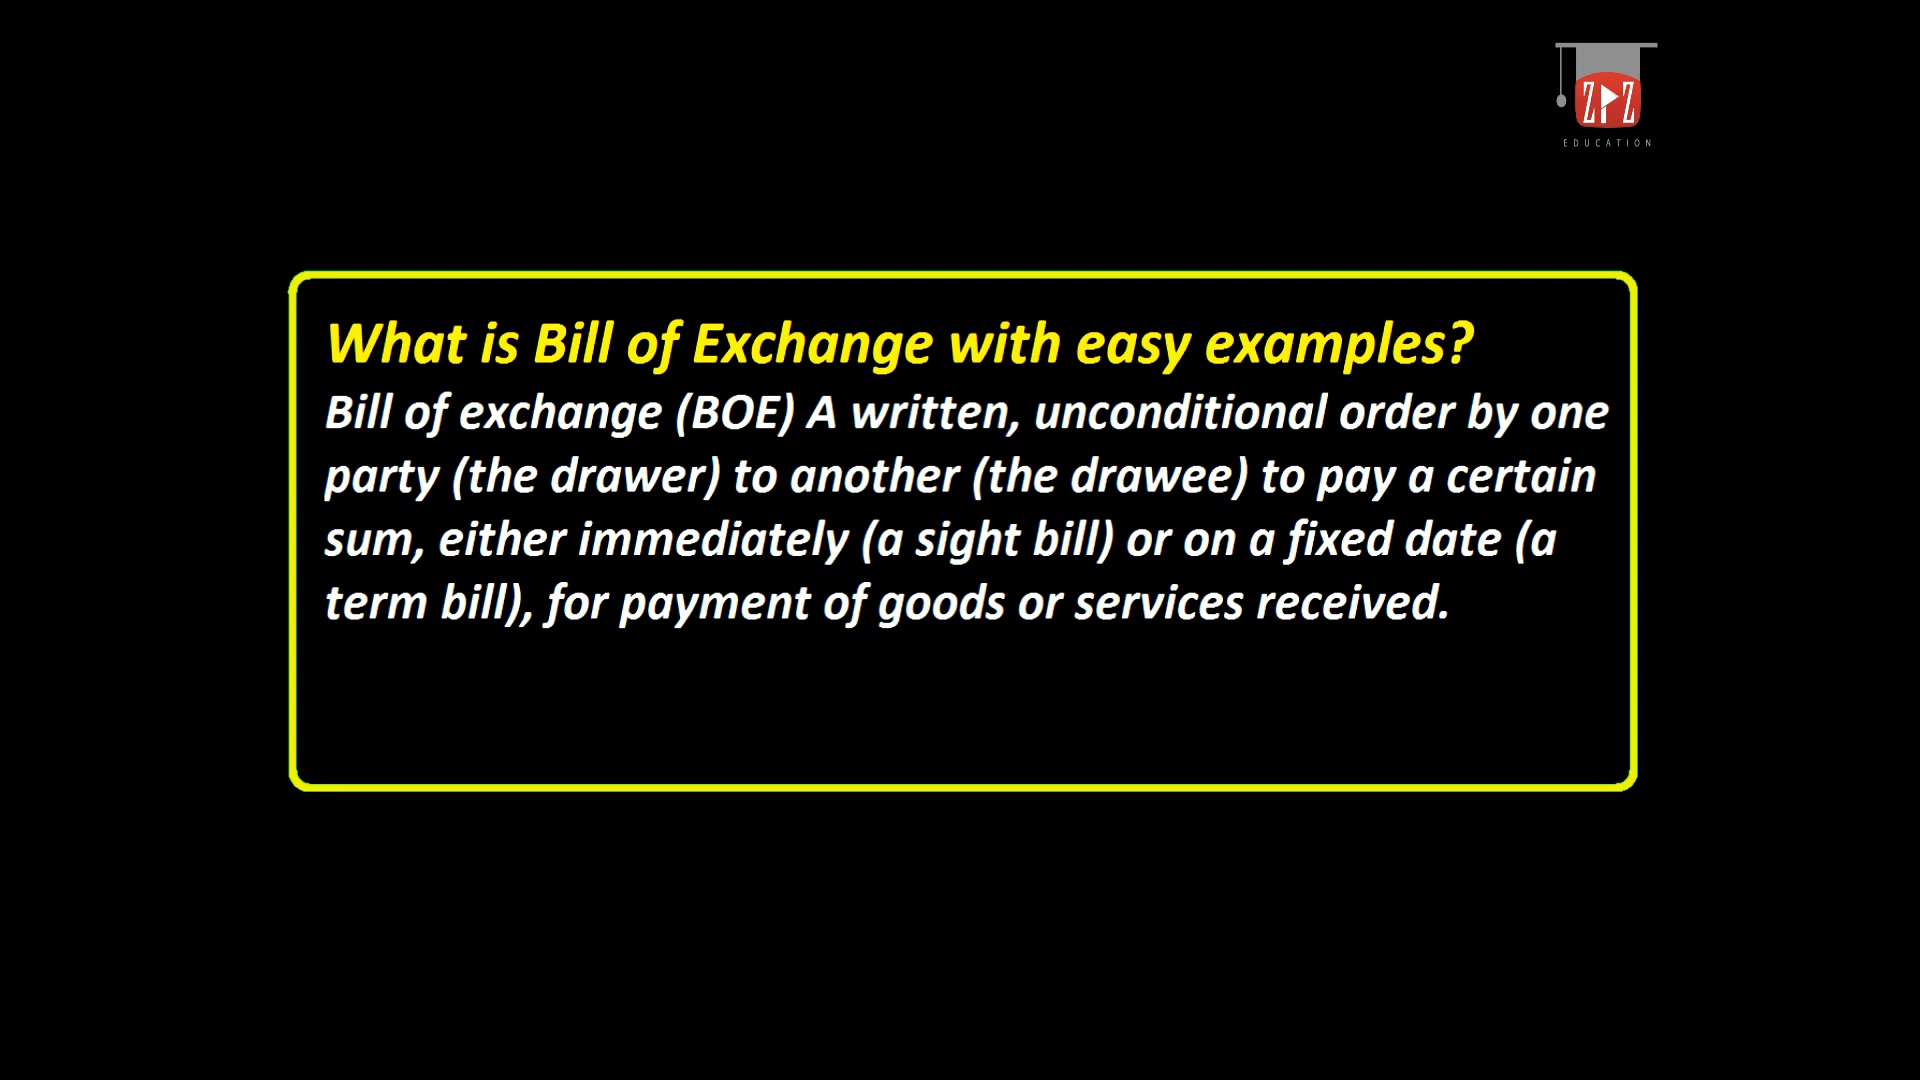 ZPZ
EDUCATION
What is Bill of Exchange with easy examples?
Bill of exchange (BOE) A written, unconditional order by one
party (the drawer) to another (the drawee) to pay a certain
sum, either immediately (a sight bill) or on a fixed date (a
term bill), for payment of goods or services received.